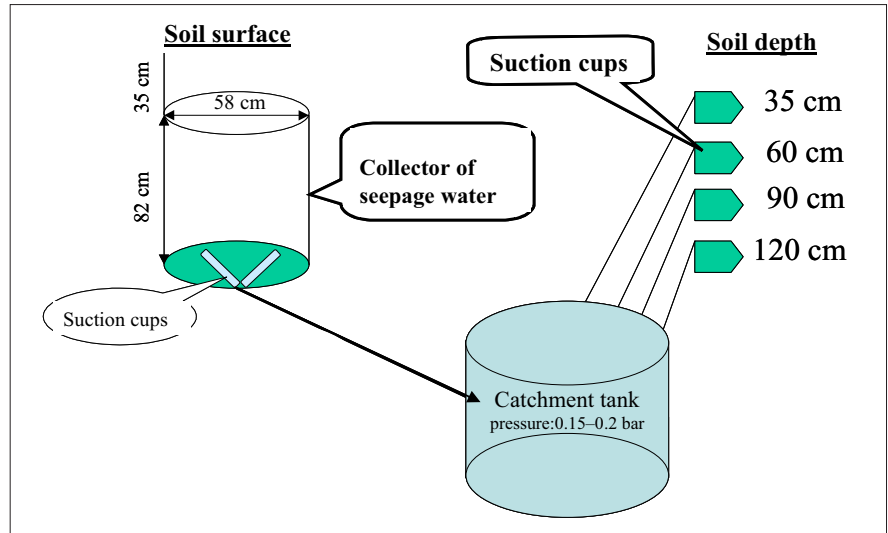 Soil surface
35 cm
58 cm
82 cm
Collector of
seepage water
Suction cups
Suction cups
Soil depth
35 cm
60 cm
90 cm
120 cm
Catchment tank
pressure:0.15–0.2 bar